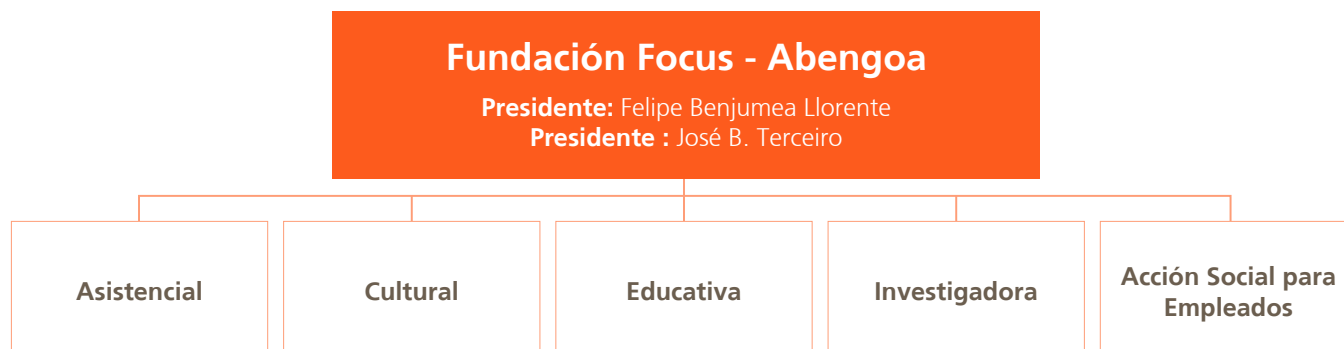 Fundación Focus - Abengoa
Presidente: Felipe Benjumea Llorente
Presidente : José B. Terceiro
Asistencial
Cultural
Educativa
Investigadora
Acción Social para
Empleados